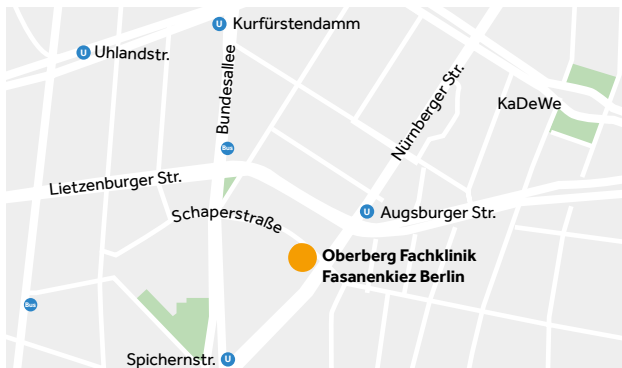 U Kurfürstendamm
U Uhlandstr.
Bundesallee
Nürnberger Str.
KaDeWe
Bus
Lietzenburger Str.
Schaperstraße
U Augsburger Str.
Oberberg Fachklinik
Fasanenkiez Berlin
Bus
Spichernstr. U